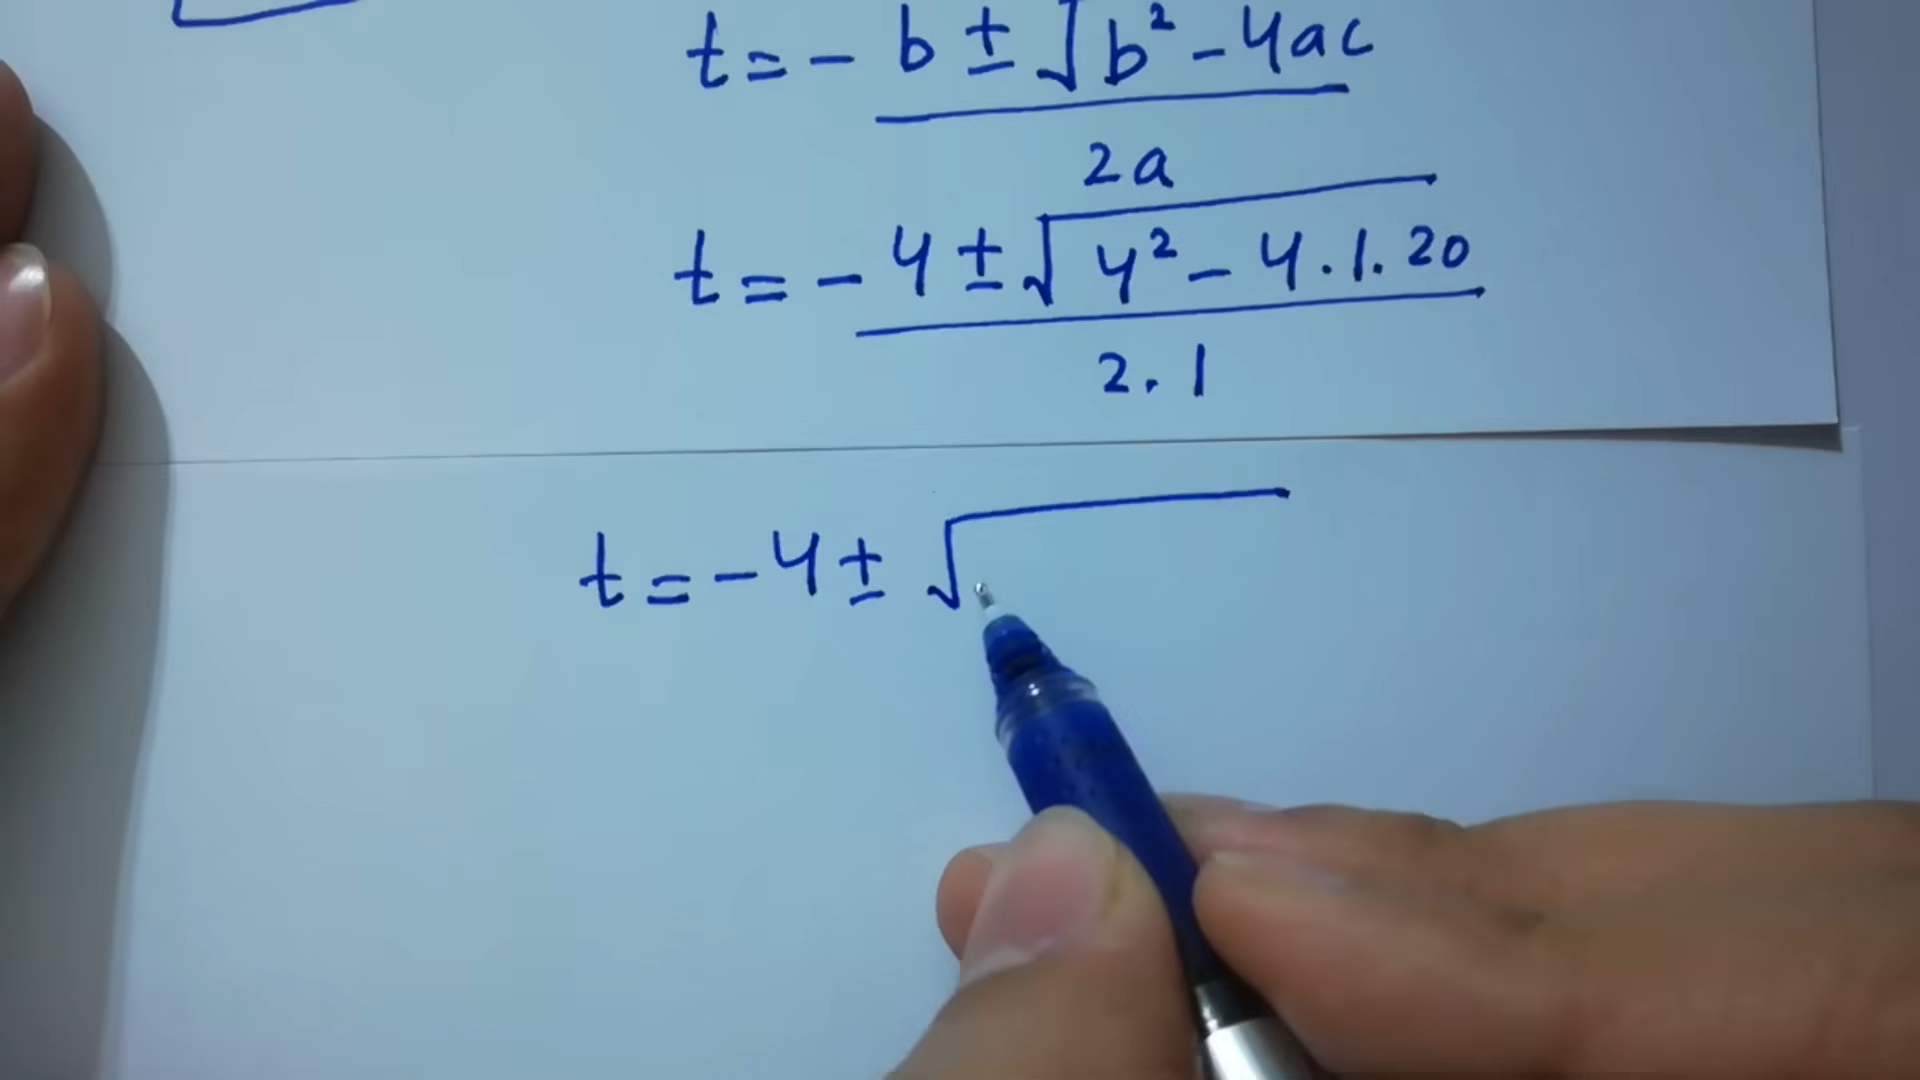 t = - b ± √b² - 4ac
2a
t = - 4 ± √4² - 4.1.20
2.1
t = - 4 ± √